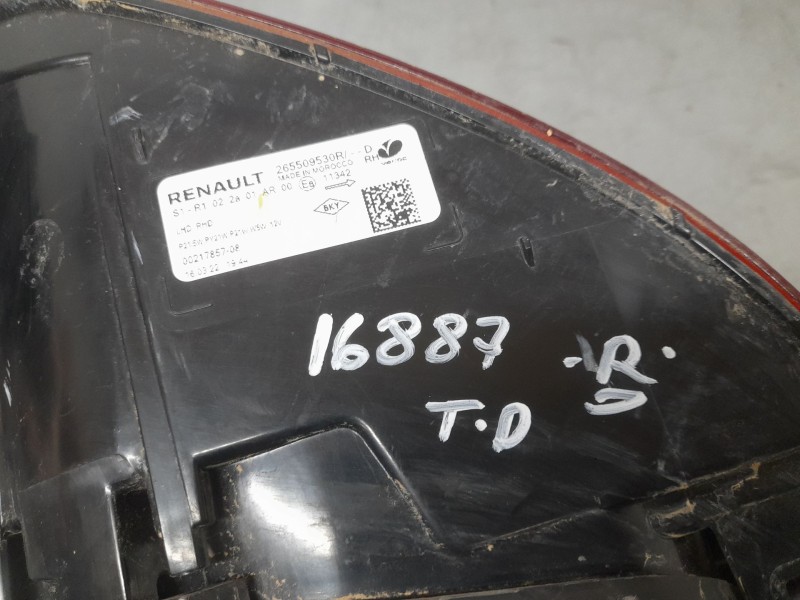 RENAULT 265509530R/--D
MADE IN MOROCCO RH
S1-R1 02 2a 01 AR 00 E9 11342
LHD RHD BKY
P21/5W PY21W P21W W5W 12V
00217857-08
16.03.22 19:44
16887 .R.
T.D